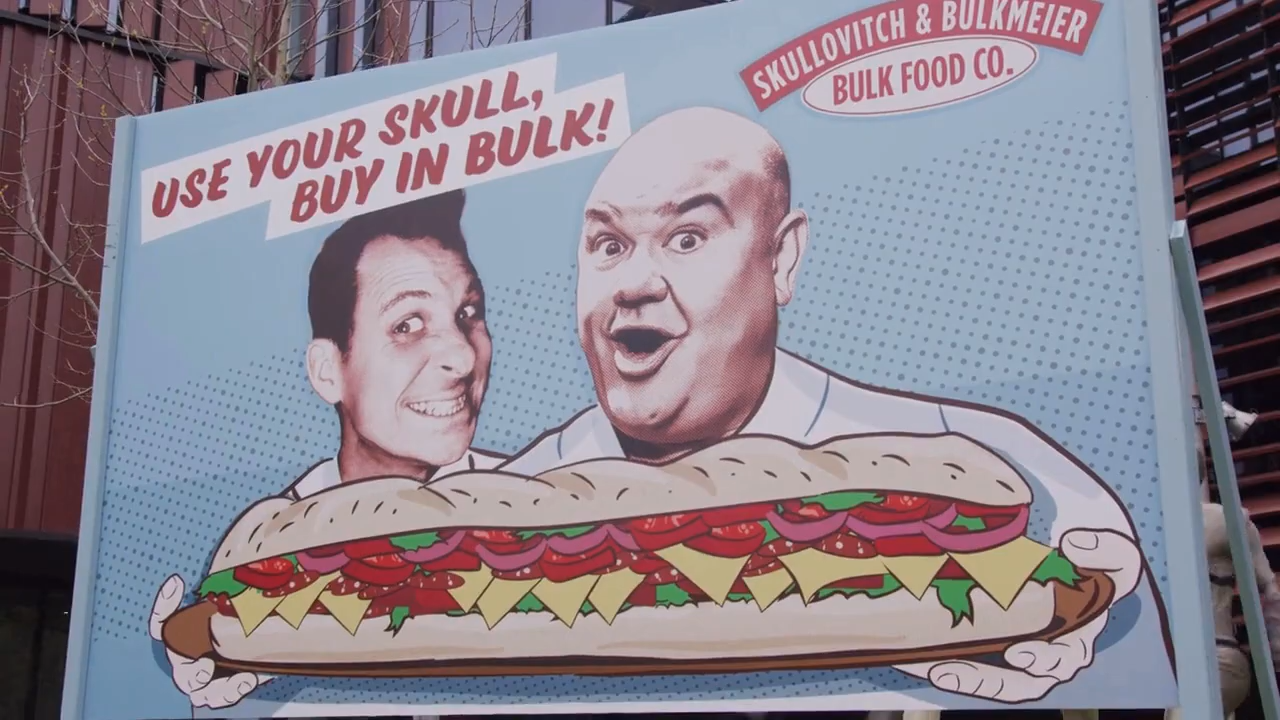 SKULLOVITCH & BULKMEIER
BULK FOOD CO.
USE YOUR SKULL,
BUY IN BULK!